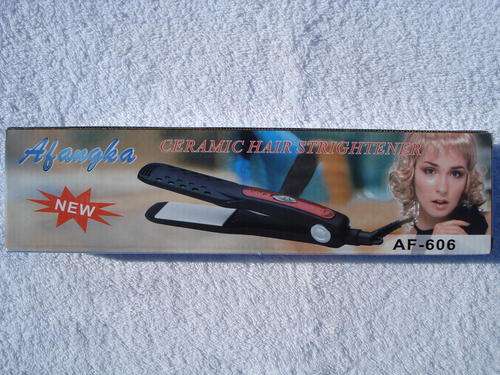 Afangka
CERAMIC HAIR STRIGHTENER
NEW
AF-606